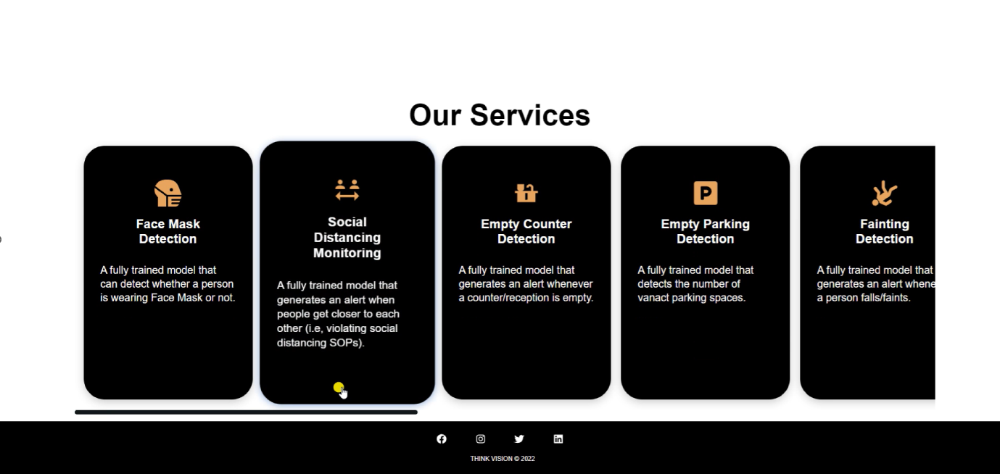 Our Services
Face Mask
Detection
A fully trained model that
can detect whether a person
is wearing Face Mask or not.
Social
Distancing
Monitoring
A fully trained model that
generates an alert when
people get closer to each
other (i.e, violating social
distancing SOPs).
Empty Counter
Detection
A fully trained model that
generates an alert whenever
a counter/reception is empty.
P
Empty Parking
Detection
A fully trained model that
detects the number of
vanact parking spaces.
Fainting
Detection
A fully trained model that
generates an alert whene
a person falls/faints.
THINK VISION © 2022